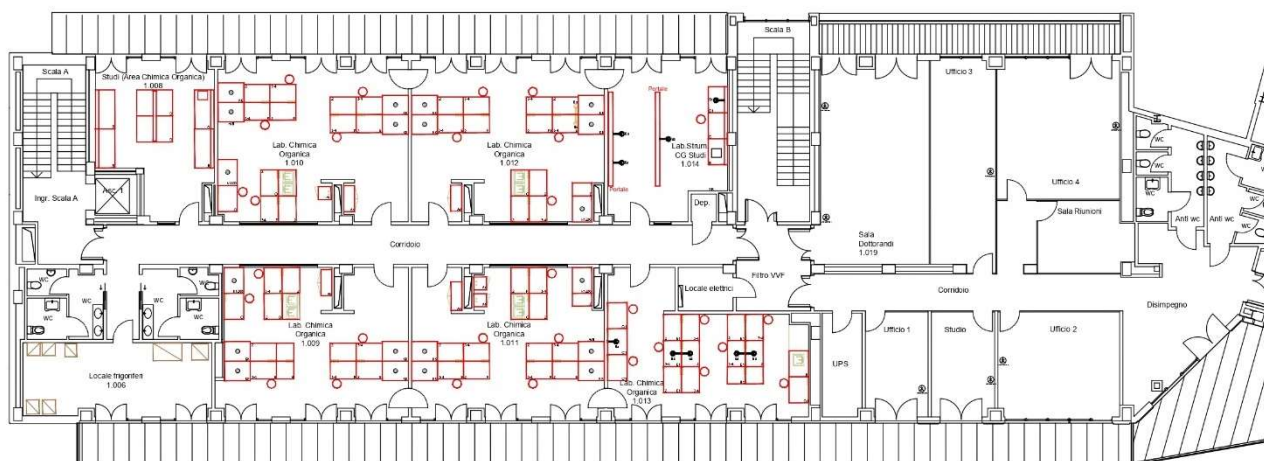 Scala A
Studi (Area Chimica Organica)
1.008
Lab. Chimica
Organica
1.010
Lab. Chimica
Organica
1.012
Portale
Portale
Lab.Strum.
CG Studi
1.014
Scala B
Ufficio 3
Ufficio 4
Sala Riunioni
Sala
Dottorandi
1.019
WC
WC
WC
Anti wc
Anti wc
Asc. 1
Ingr. Scala A
Dep.
Corridoio
Filtro VVF
Locale elettrici
Corridoio
Disimpegno
WC
WC
WC
WC
Locale frigoriferi
1.006
Lab. Chimica
Organica
1.009
Lab. Chimica
Organica
1.011
Lab. Chimica
Organica
1.013
UPS
Ufficio 1
Studio
Ufficio 2